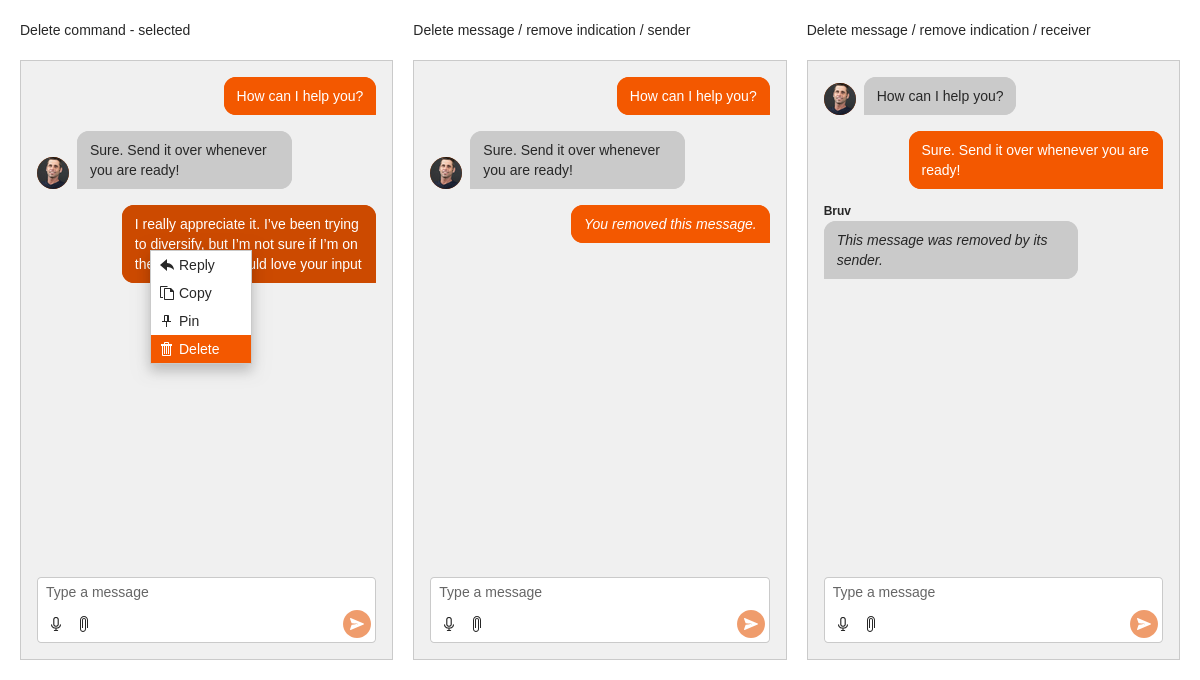 Delete command - selected
How can I help you?
Sure. Send it over whenever
you are ready!
I really appreciate it. I’ve been trying
to diversify, but I’m not sure if I’m on
the love your input
Reply
Copy
Pin
Delete
Type a message
Delete message / remove indication / sender
How can I help you?
Sure. Send it over whenever
you are ready!
You removed this message.
Type a message
Delete message / remove indication / receiver
How can I help you?
Sure. Send it over whenever you are
ready!
Bruv
This message was removed by its
sender.
Type a message